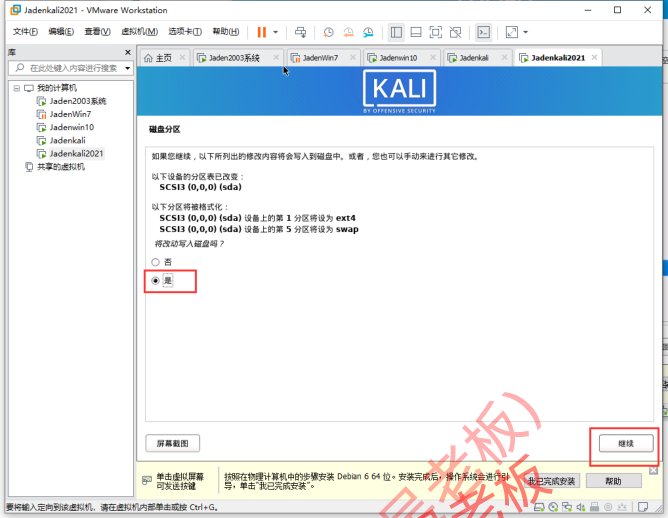 Jadenkali2021 - VMware Workstation
文件(F) 编辑(E) 查看(V) 虚拟机(M) 选项卡(T) 帮助(H)
库
在此处键入内容进行搜索
我的计算机
Jaden2003系统
JadenWin7
Jadenwin10
Jadenkali
Jadenkali2021
共享的虚拟机
主页 Jaden2003系统 JadenWin7 Jadenwin10 Jadenkali Jadenkali2021
KALI
BY OFFENSIVE SECURITY
磁盘分区
如果您继续，以下所列出的修改内容将会写入到磁盘中。或者，您也可以手动来进行其它修改。
以下设备的分区表已改变：
SCSI3 (0,0,0) (sda)
以下分区将被格式化：
SCSI3 (0,0,0) (sda) 设备上的第 1 分区将设为 ext4
SCSI3 (0,0,0) (sda) 设备上的第 5 分区将设为 swap
将改动写入磁盘吗？
否
是
屏幕截图 继续
单击虚拟屏幕
可发送按键
按照在物理计算机中的步骤安装 Debian 6 64 位。安装完成后，操作系统会进行引
导，单击"我已完成安装"。
我已完成安装 帮助
要将输入定向到该虚拟机，请在虚拟机内部单击或按 Ctrl+G。
老板)
老板